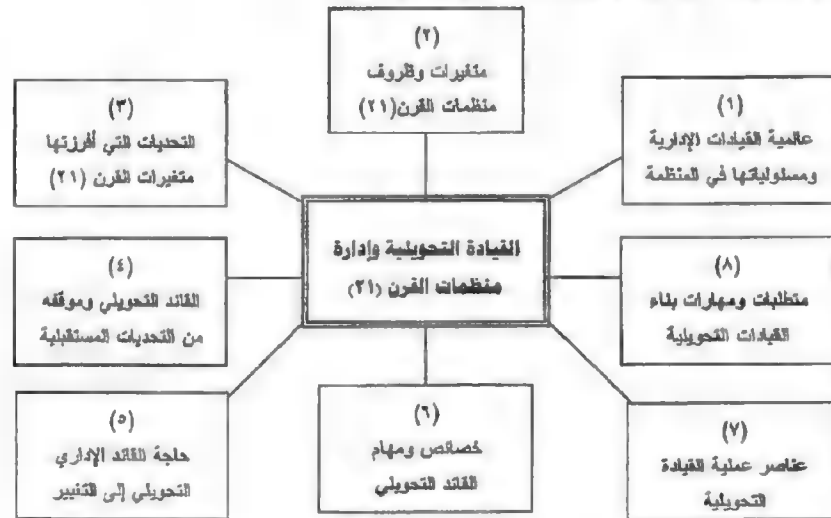 (١)
عالمية القيادات الإدارية
ومسئولياتها في المنظمة
(٢)
متغيرات وظروف
منظمات القرن(٢١)
(٣)
التحديات التي أفرزتها
متغيرات القرن (٢١)
القيادة التحويلية وإدارة
منظمات القرن (٢١)
(٤)
القائد التحويلي وموقفه
من التحديات المستقبلية
(٥)
حاجة القائد الإداري
التحويلي إلى التغيير
(٦)
خصائص ومهام
القائد التحويلي
(٧)
عناصر عملية القيادة
التحويلية
(٨)
متطلبات ومهارات بناء
القيادات التحويلية